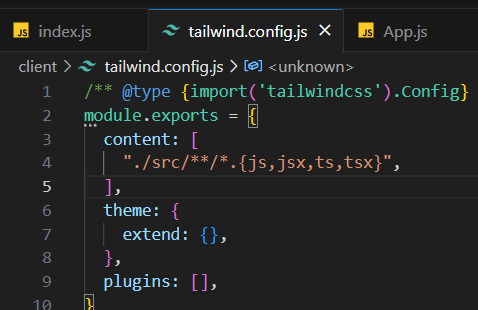 JS index.js
tailwind.config.js
JS App.js
client > tailwind.config.js > <unknown>
1 /** @type {import('tailwindcss').Config}
2 module.exports = {
3 content: [
4 "./src/**/*.{js,jsx,ts,tsx}",
5 ],
6 theme: {
7 extend: {},
8 },
9 plugins: [],
10 }